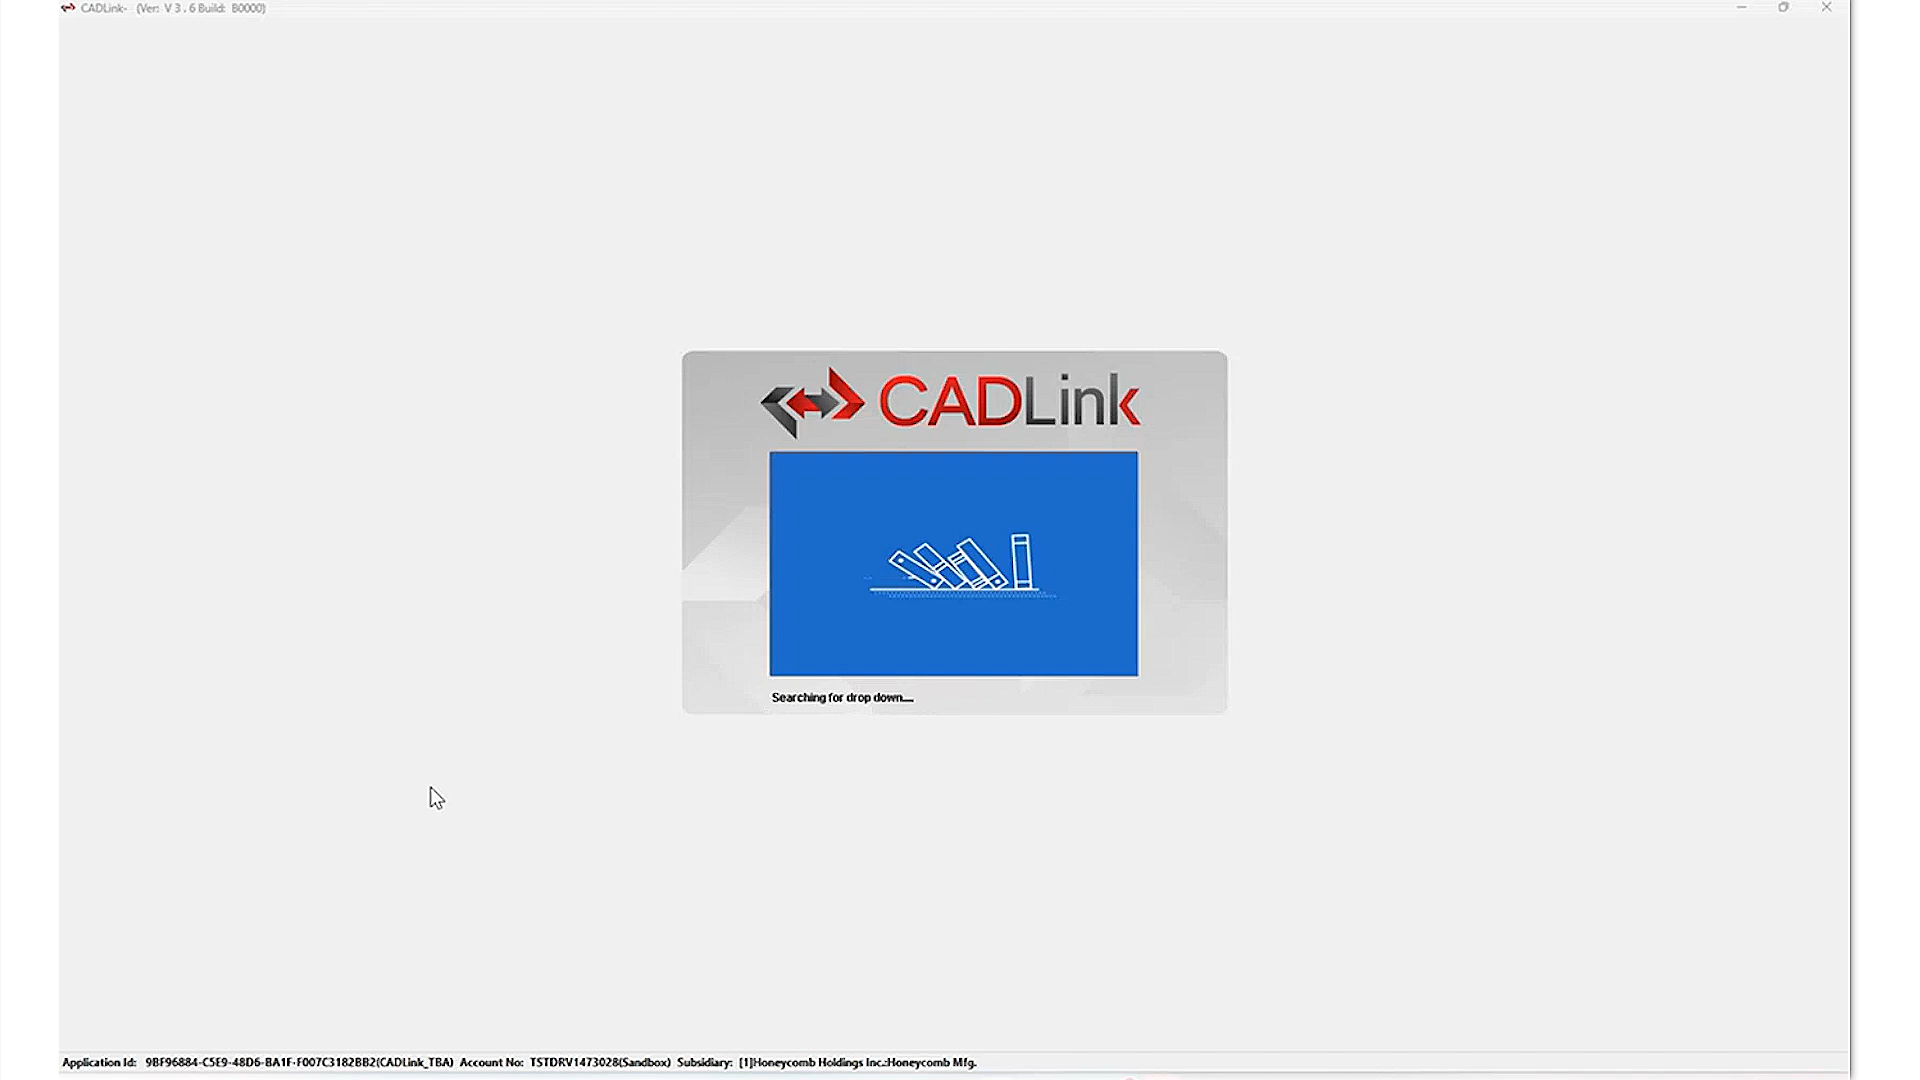 CADLink- (Ver: V 3 . 6 Build: B0000)
CADLink
Searching for drop down....
Application Id: 9BF96884-C5E9-48D6-BA1F-F007C3182BB2(CADLink_TBA) Account No: TSTDRV1473028(Sandbox) Subsidiary: [1]Honeycomb Holdings Inc.:Honeycomb Mfg.